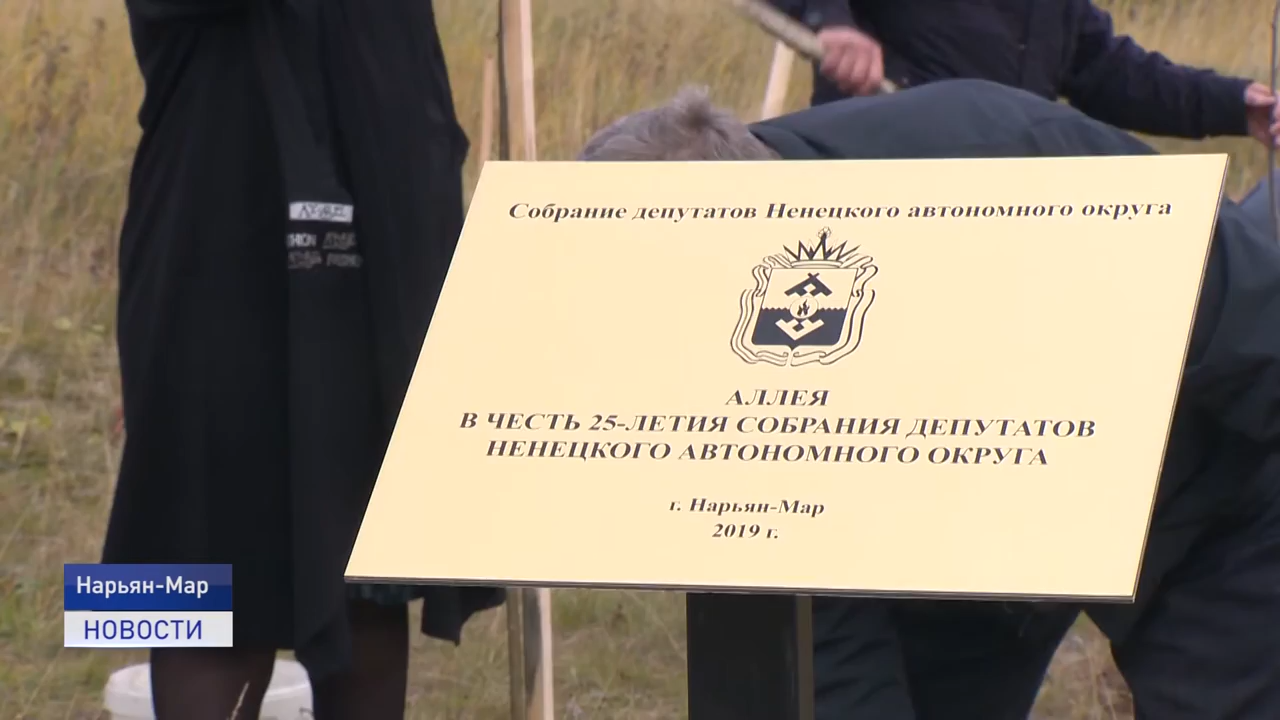 Собрание депутатов Ненецкого автономного округа
АЛЛЕЯ
В ЧЕСТЬ 25-ЛЕТИЯ СОБРАНИЯ ДЕПУТАТОВ
НЕНЕЦКОГО АВТОНОМНОГО ОКРУГА
г. Нарьян-Мар
2019 г.
Нарьян-Мар
НОВОСТИ